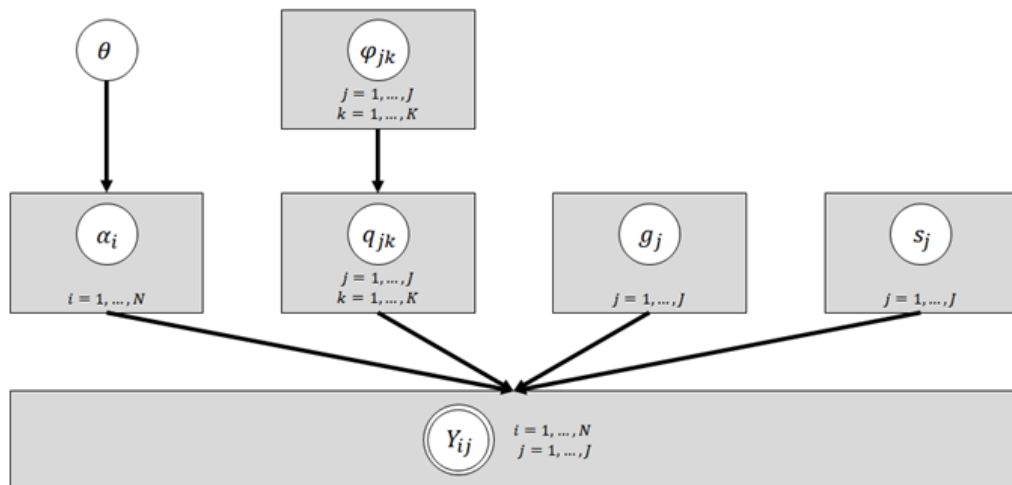 θ
φ_jk
j = 1, …, J
k = 1, …, K
α_i
i = 1, …, N
q_jk
j = 1, …, J
k = 1, …, K
g_j
j = 1, …, J
s_j
j = 1, …, J
Y_ij
i = 1, …, N
j = 1, …, J